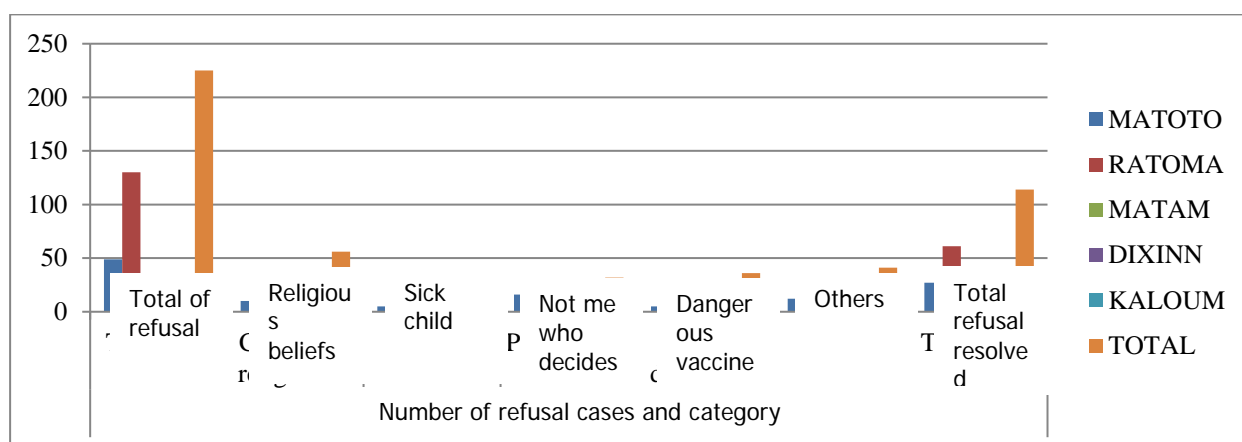 250
200
150
100
50
0
MATOTO
RATOMA
MATAM
DIXINN
KALOUM
TOTAL
Total of
refusal
Religiou
s
beliefs
Sick
child
Not me
who
decides
Danger
ous
vaccine
Others
Total
refusal
resolve
d
Number of refusal cases and category